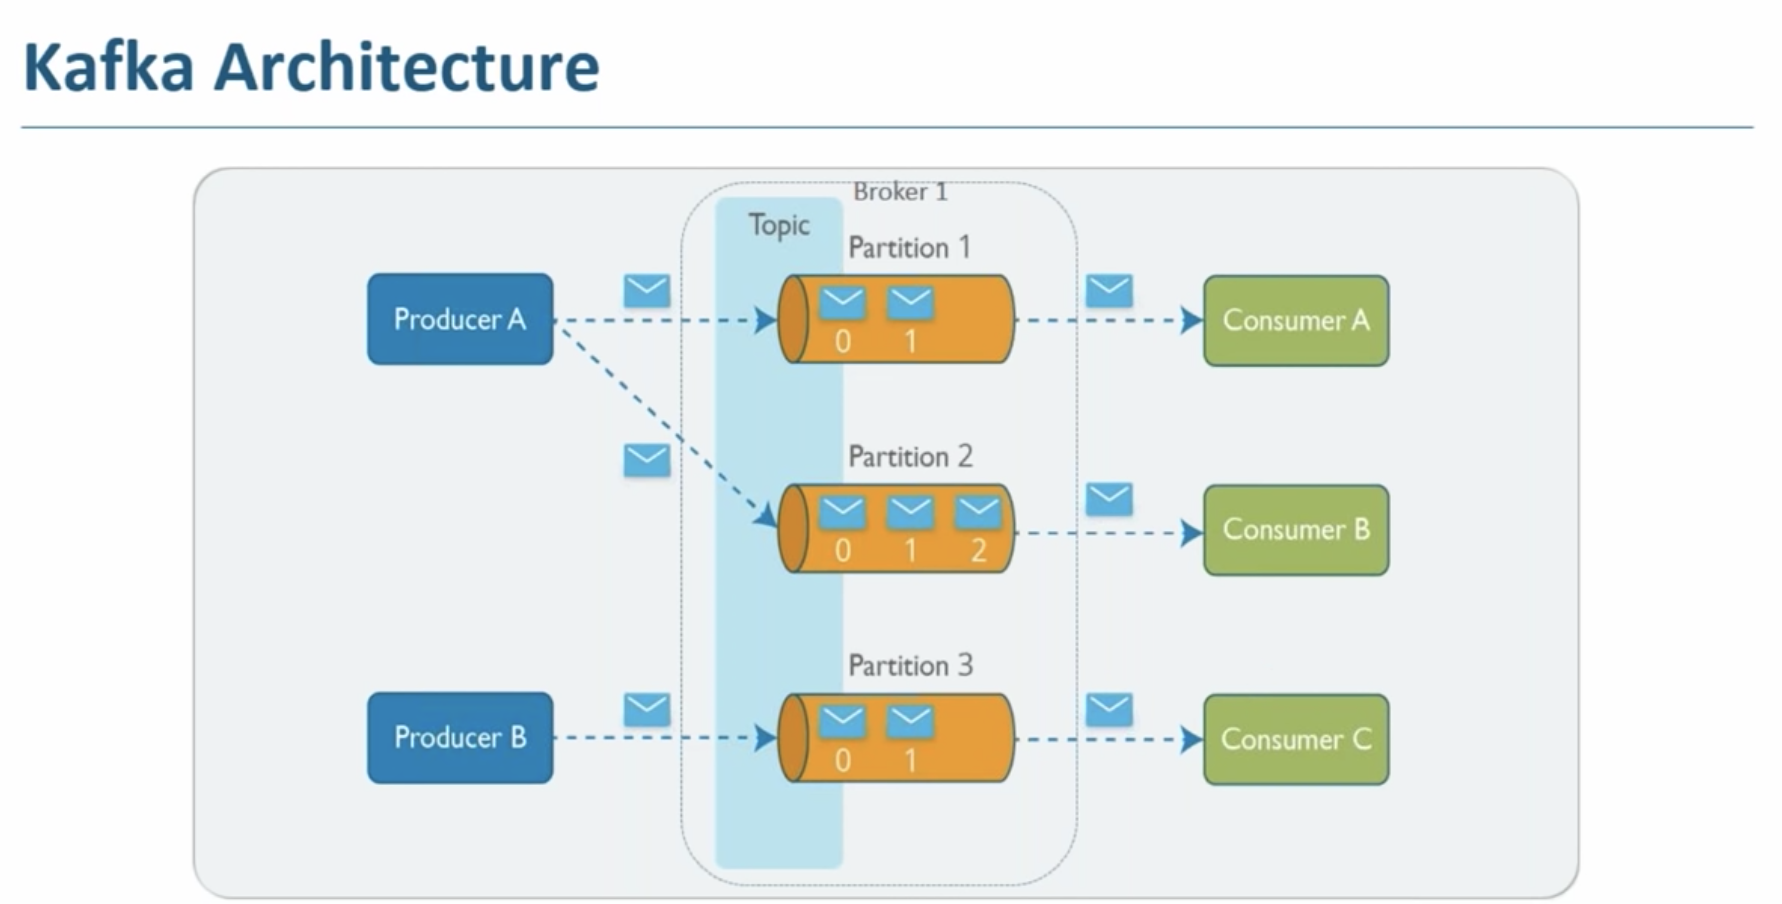 Kafka Architecture
Broker 1
Topic
Partition 1
Producer A
0 1
Consumer A
Partition 2
0 1 2
Consumer B
Partition 3
Producer B
0 1
Consumer C